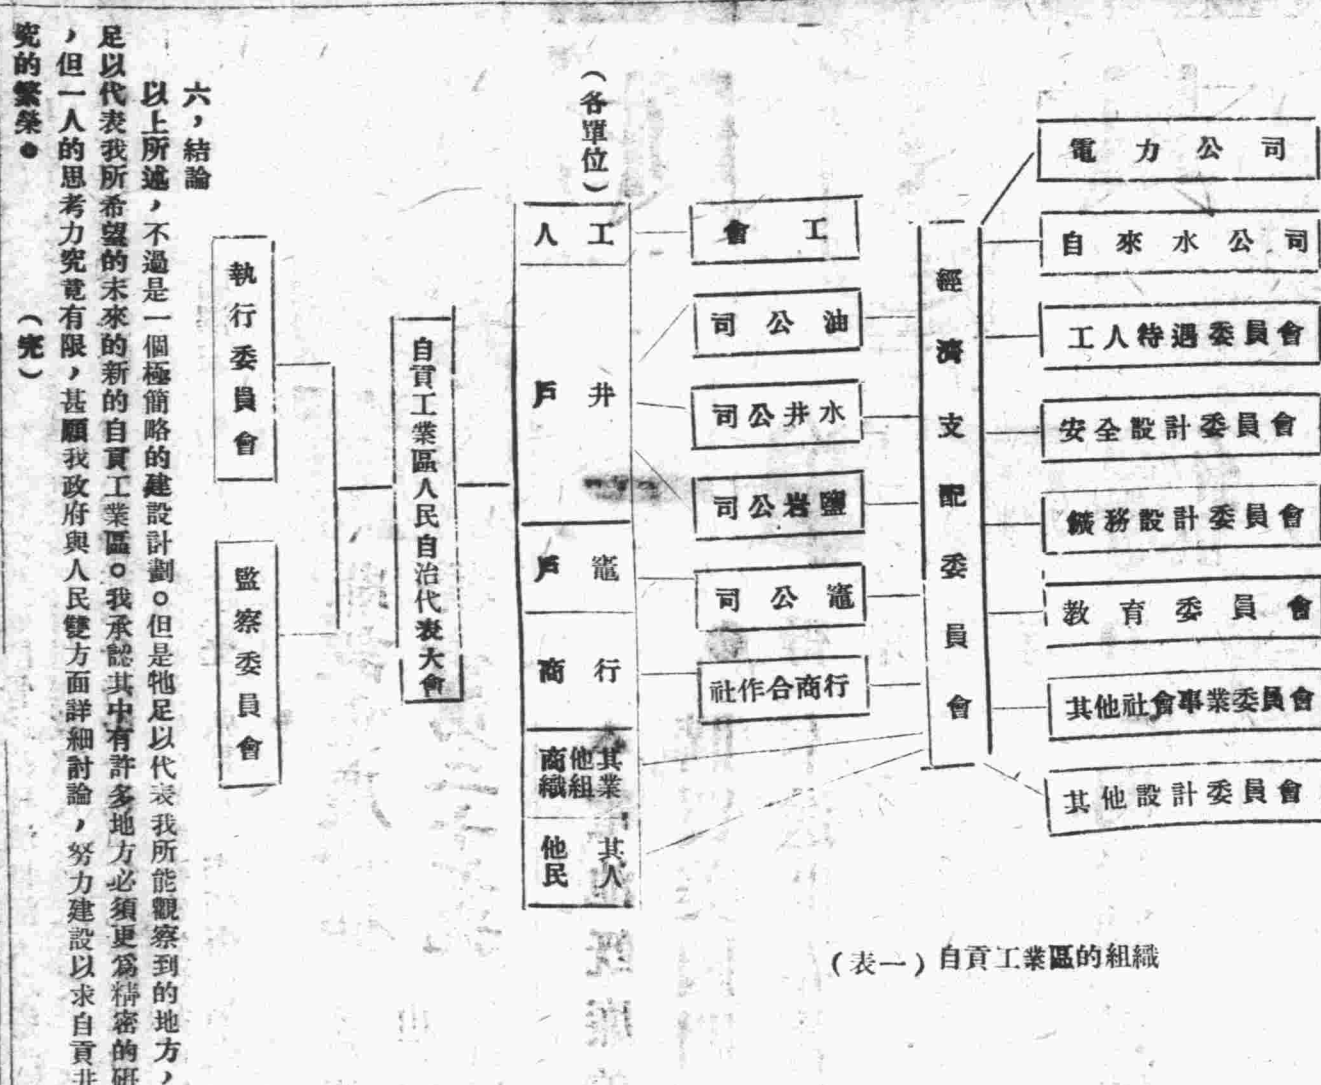 電力公司
自來水公司
工人待遇委員會
安全設計委員會
鑛務設計委員會
教育委員會
其他社會事業委員會
其他設計委員會
經濟支配委員會
工會
油公司
水井公司
鹽岩公司
竈公司
行商合作社
（各單位）
工人
井戶
竈戶
行商
其他商
業組織
其他
人民
自貢工業區人民自治代表大會
執行委員會
監察委員會
（表一）自貢工業區的組織
六，結論
以上所述，不過是一個極簡略的建設計劃。但是牠足以代表我所能觀察到的地方，
足以代表我所希望的未來的新的自貢工業區。我承認其中有許多地方必須更爲精密的研
，但一人的思考力究竟有限，甚願我政府與人民雙方面詳細討論，努力建設以求自貢井
究的繁榮●　（完）